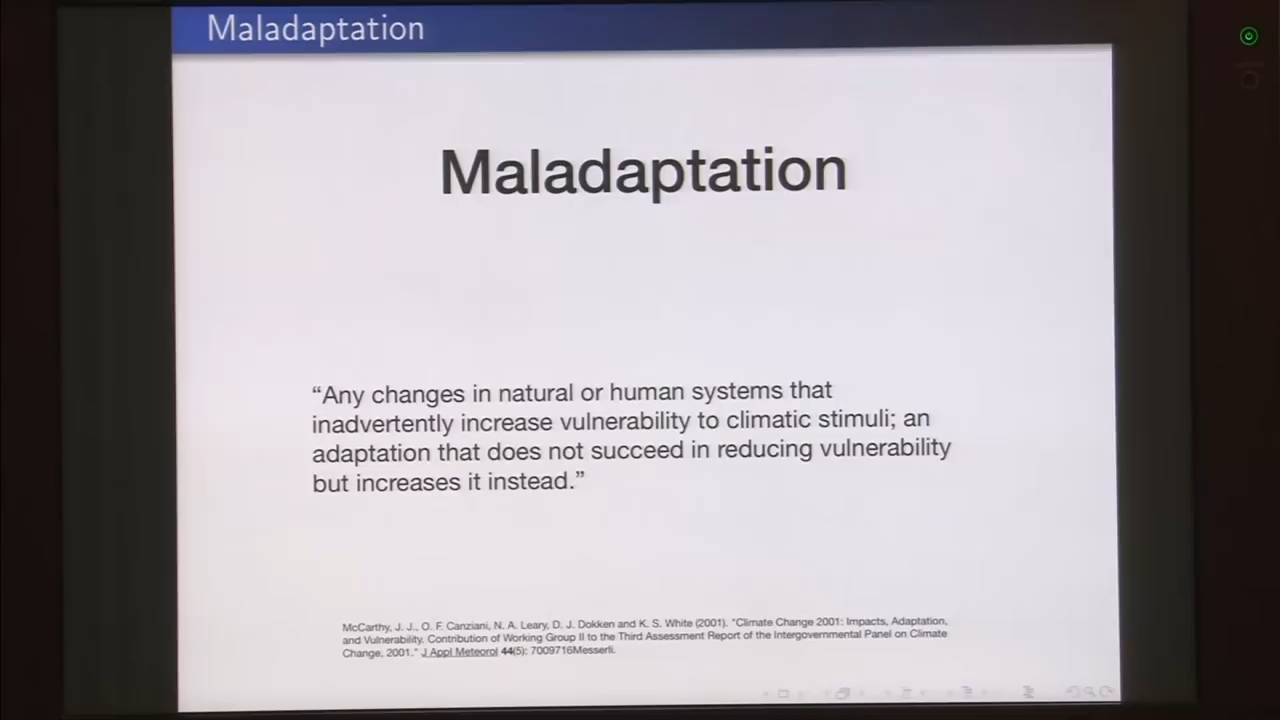 Maladaptation
Maladaptation
“Any changes in natural or human systems that
inadvertently increase vulnerability to climatic stimuli; an
adaptation that does not succeed in reducing vulnerability
but increases it instead.”
McCarthy, J. J., O. F. Canziani, N. A. Leary, D. J. Dokken and K. S. White (2001). "Climate Change 2001: Impacts, Adaptation,
and Vulnerability. Contribution of Working Group II to the Third Assessment Report of the Intergovernmental Panel on Climate
Change, 2001." J Appl Meteorol 44(5): 7009716Messerli.